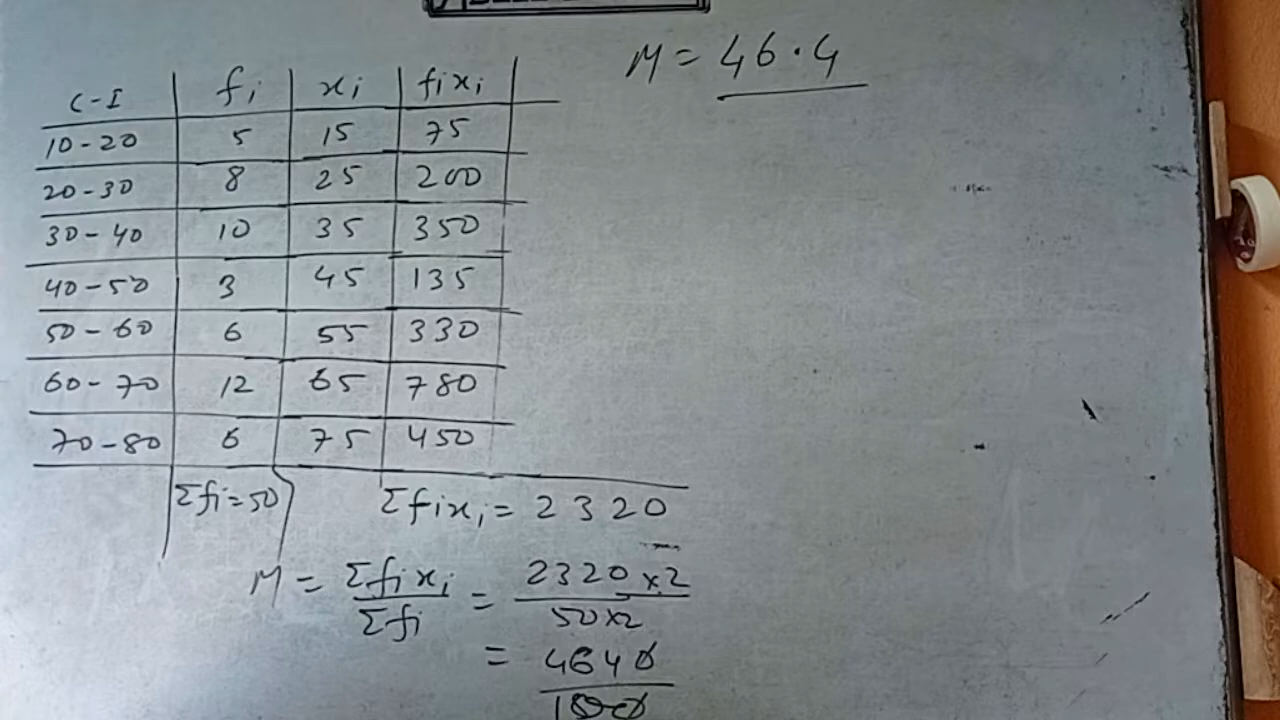 M = 46.4
C-I fi xi fixi
10-20 5 15 75
20-30 8 25 200
30-40 10 35 350
40-50 3 45 135
50-60 6 55 330
60-70 12 65 780
70-80 6 75 450
Σfi=50 Σfixi = 2320
M = Σfixi / Σfi = 2320 x2 / 50x2
= 4640 / 1000